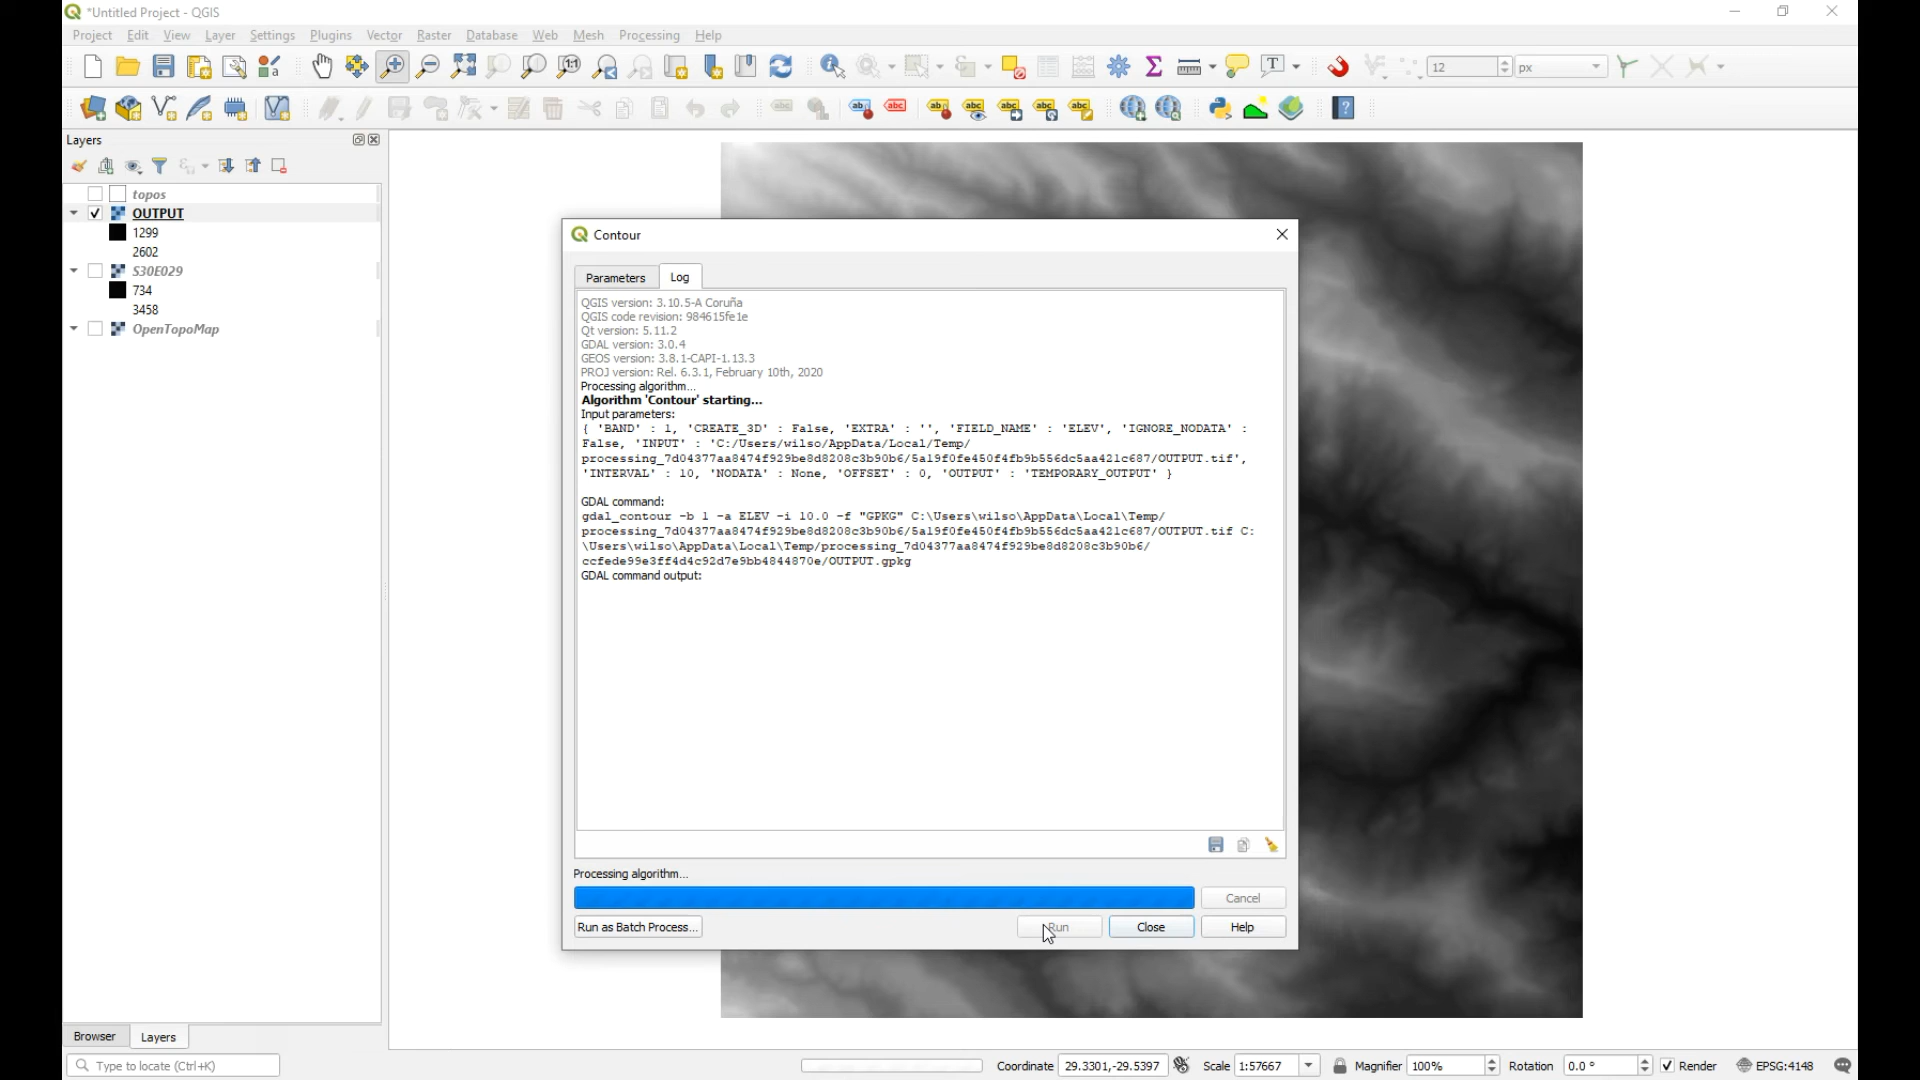 *Untitled Project - QGIS
Project Edit View Layer Settings Plugins Vector Raster Database Web Mesh Processing Help
12 px
Layers
topos
OUTPUT
1299
2602
S30E029
734
3458
OpenTopoMap
Contour
Parameters Log
QGIS version: 3.10.5-A Coruña
QGIS code revision: 984615fe1e
Qt version: 5.11.2
GDAL version: 3.0.4
GEOS version: 3.8.1-CAPI-1.13.3
PROJ version: Rel. 6.3.1, February 10th, 2020
Processing algorithm...
Algorithm 'Contour' starting...
Input parameters:
{ 'BAND' : 1, 'CREATE_3D' : False, 'EXTRA' : '', 'FIELD_NAME' : 'ELEV', 'IGNORE_NODATA' :
False, 'INPUT' : 'C:/Users/wilso/AppData/Local/Temp/
processing_7d04377aa8474f929be8d8208c3b90b6/5a19f0fe450f4fb9b556dc5aa421c687/OUTPUT.tif',
'INTERVAL' : 10, 'NODATA' : None, 'OFFSET' : 0, 'OUTPUT' : 'TEMPORARY_OUTPUT' }
GDAL command:
gdal_contour -b 1 -a ELEV -i 10.0 -f "GPKG" C:\Users\wilso\AppData\Local\Temp/
processing_7d04377aa8474f929be8d8208c3b90b6/5a19f0fe450f4fb9b556dc5aa421c687/OUTPUT.tif C:
\Users\wilso\AppData\Local\Temp/processing_7d04377aa8474f929be8d8208c3b90b6/
ccfede99e3ff4d4c92d7e9bb4844870e/OUTPUT.gpkg
GDAL command output:
Processing algorithm...
Cancel
Run as Batch Process... Run Close Help
Browser Layers
Type to locate (Ctrl+K) Coordinate 29.3301,-29.5397 Scale 1:57667 Magnifier 100% Rotation 0.0 ° Render EPSG:4148